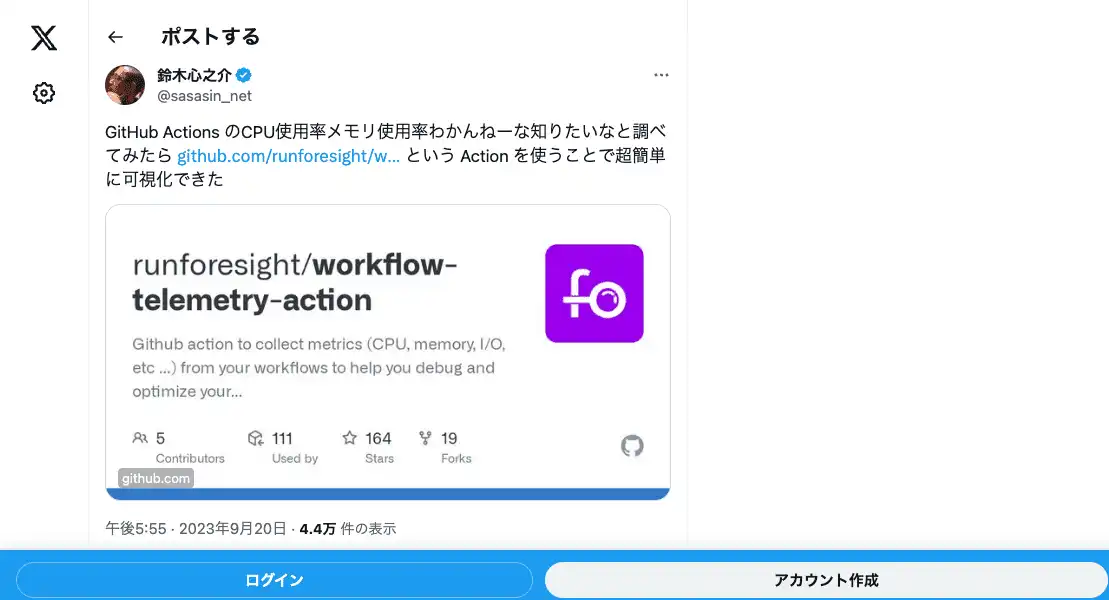 ポストする
鈴木心之介
@sasasin_net
GitHub Actions のCPU使用率メモリ使用率わかんねーな知りたいなと調べ
てみたら github.com/runforesight/w... という Action を使うことで超簡単
に可視化できた
runforesight/workflow-
telemetry-action
fo
Github action to collect metrics (CPU, memory, I/O,
etc ...) from your workflows to help you debug and
optimize your...
5 111 164 19
Contributors Used by Stars Forks
github.com
午後5:55 · 2023年9月20日 · 4.4万 件の表示
ログイン アカウント作成